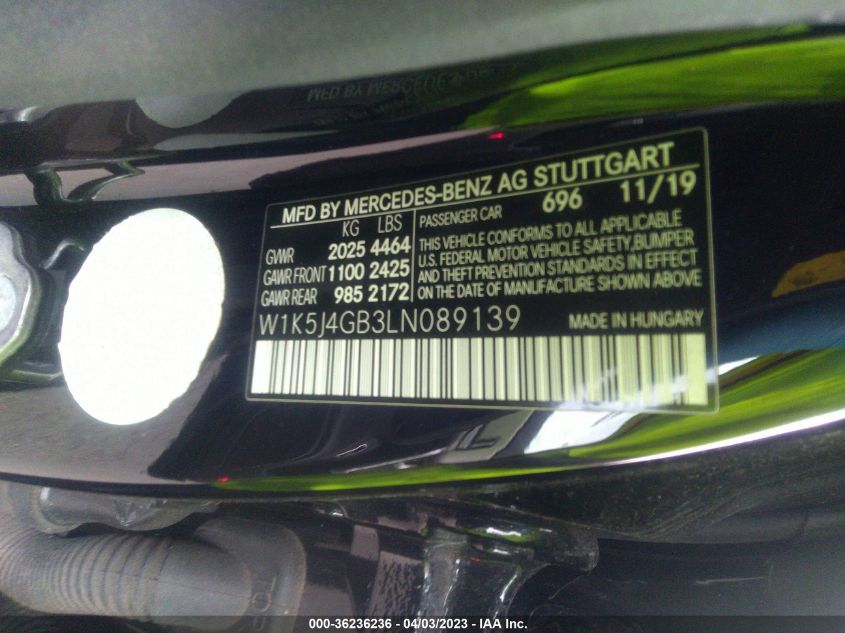 MFD BY MERCEDES-BENZ AG STUTTGART
KG LBS PASSENGER CAR 696 11/19
GVWR 2025 4464
GAWR FRONT 1100 2425
GAWR REAR 985 2172
THIS VEHICLE CONFORMS TO ALL APPLICABLE
U.S. FEDERAL MOTOR VEHICLE SAFETY, BUMPER
AND THEFT PREVENTION STANDARDS IN EFFECT
ON THE DATE OF MANUFACTURE SHOWN ABOVE
W1K5J4GB3LN089139 MADE IN HUNGARY
000-36236236 - 04/03/2023 - IAA Inc.